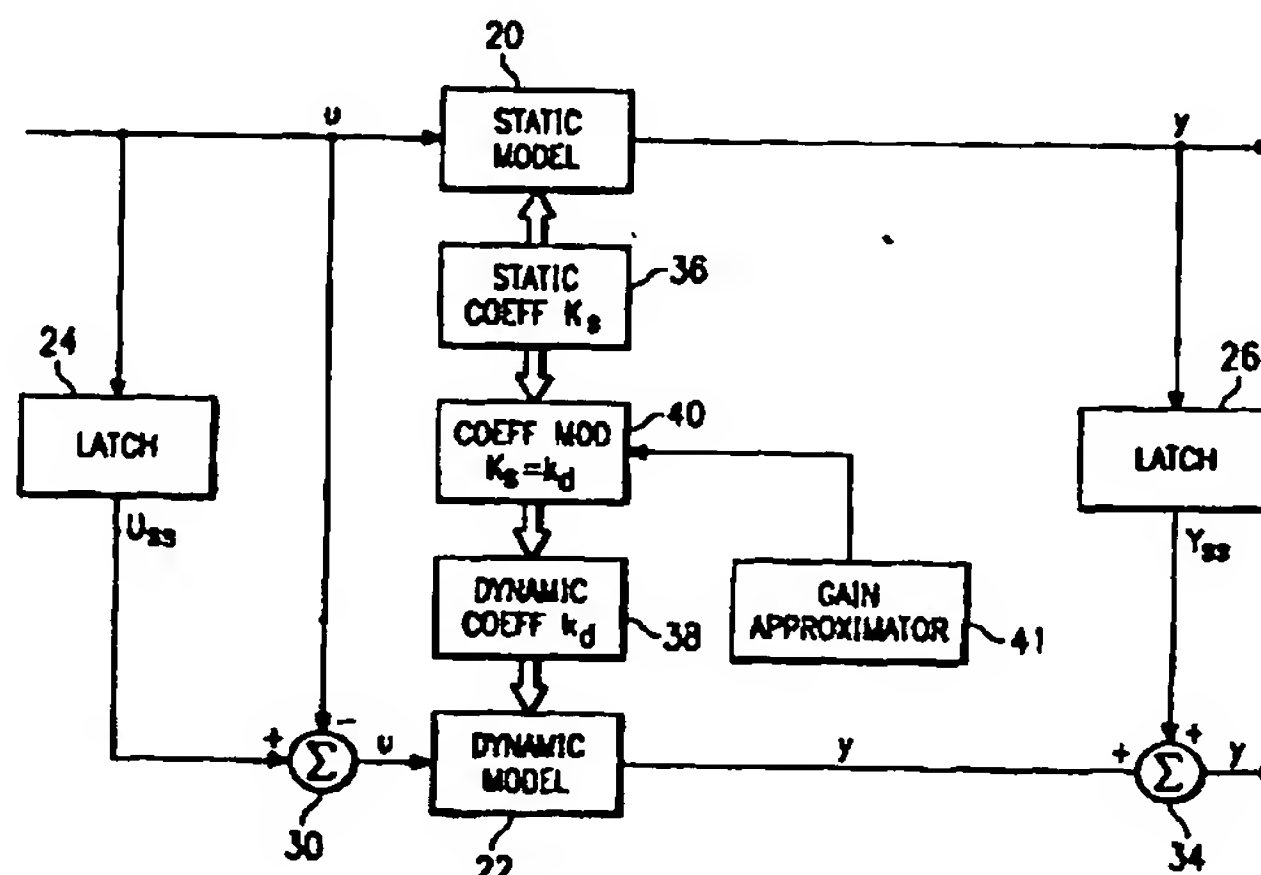 20
υ
STATIC
MODEL
y
STATIC
COEFF Ks
36
24
26
LATCH
COEFF MOD
Ks=kd
40
LATCH
Uss
Yss
DYNAMIC
COEFF kd
38
GAIN
APPROXIMATOR
41
+
−
Σ
υ
DYNAMIC
MODEL
y
+
+
Σ
y
30
22
34